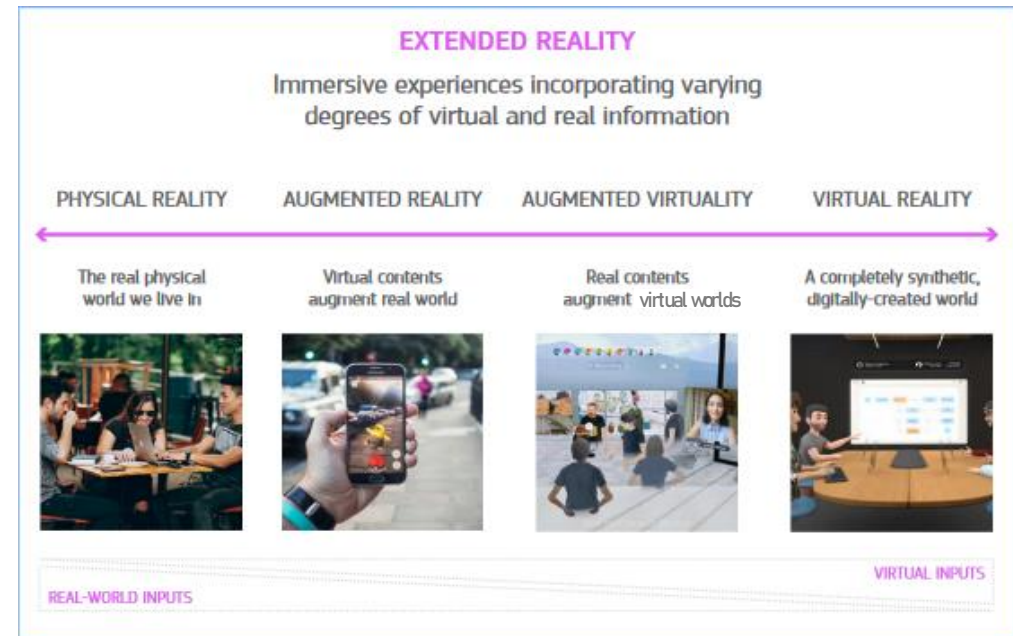 EXTENDED REALITY
Immersive experiences incorporating varying
degrees of virtual and real information
PHYSICAL REALITY
AUGMENTED REALITY
AUGMENTED VIRTUALITY
VIRTUAL REALITY
The real physical
world we live in
Virtual contents
augment real world
Real contents
augment virtual worlds
A completely synthetic,
digitally-created world
VIRTUAL INPUTS
REAL-WORLD INPUTS